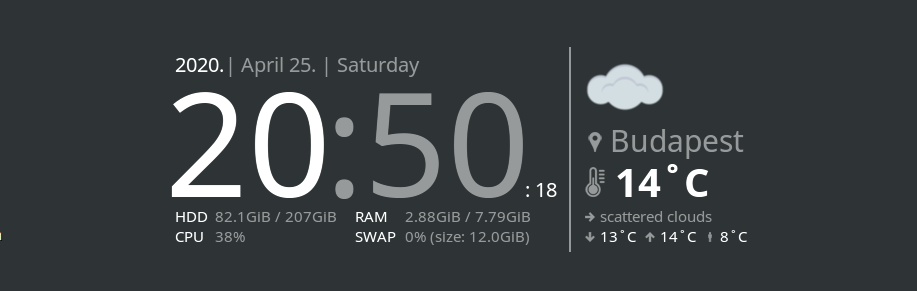 2020. | April 25. | Saturday
20:50 : 18
HDD 82.1GiB / 207GiB RAM 2.88GiB / 7.79GiB
CPU 38% SWAP 0% (size: 12.0GiB)
Budapest
14˚C
scattered clouds
13˚C 14˚C 8˚C